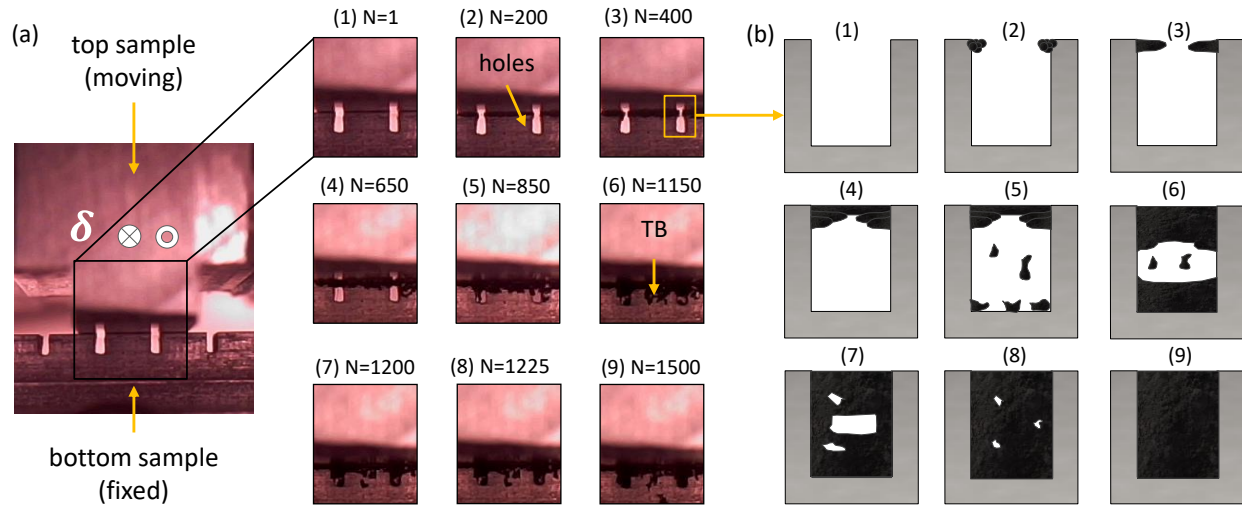 (a)
top sample
(moving)
δ
bottom sample
(fixed)
(1) N=1
(2) N=200
(3) N=400
holes
(4) N=650
(5) N=850
(6) N=1150
TB
(7) N=1200
(8) N=1225
(9) N=1500
(b)
(1)
(2)
(3)
(4)
(5)
(6)
(7)
(8)
(9)